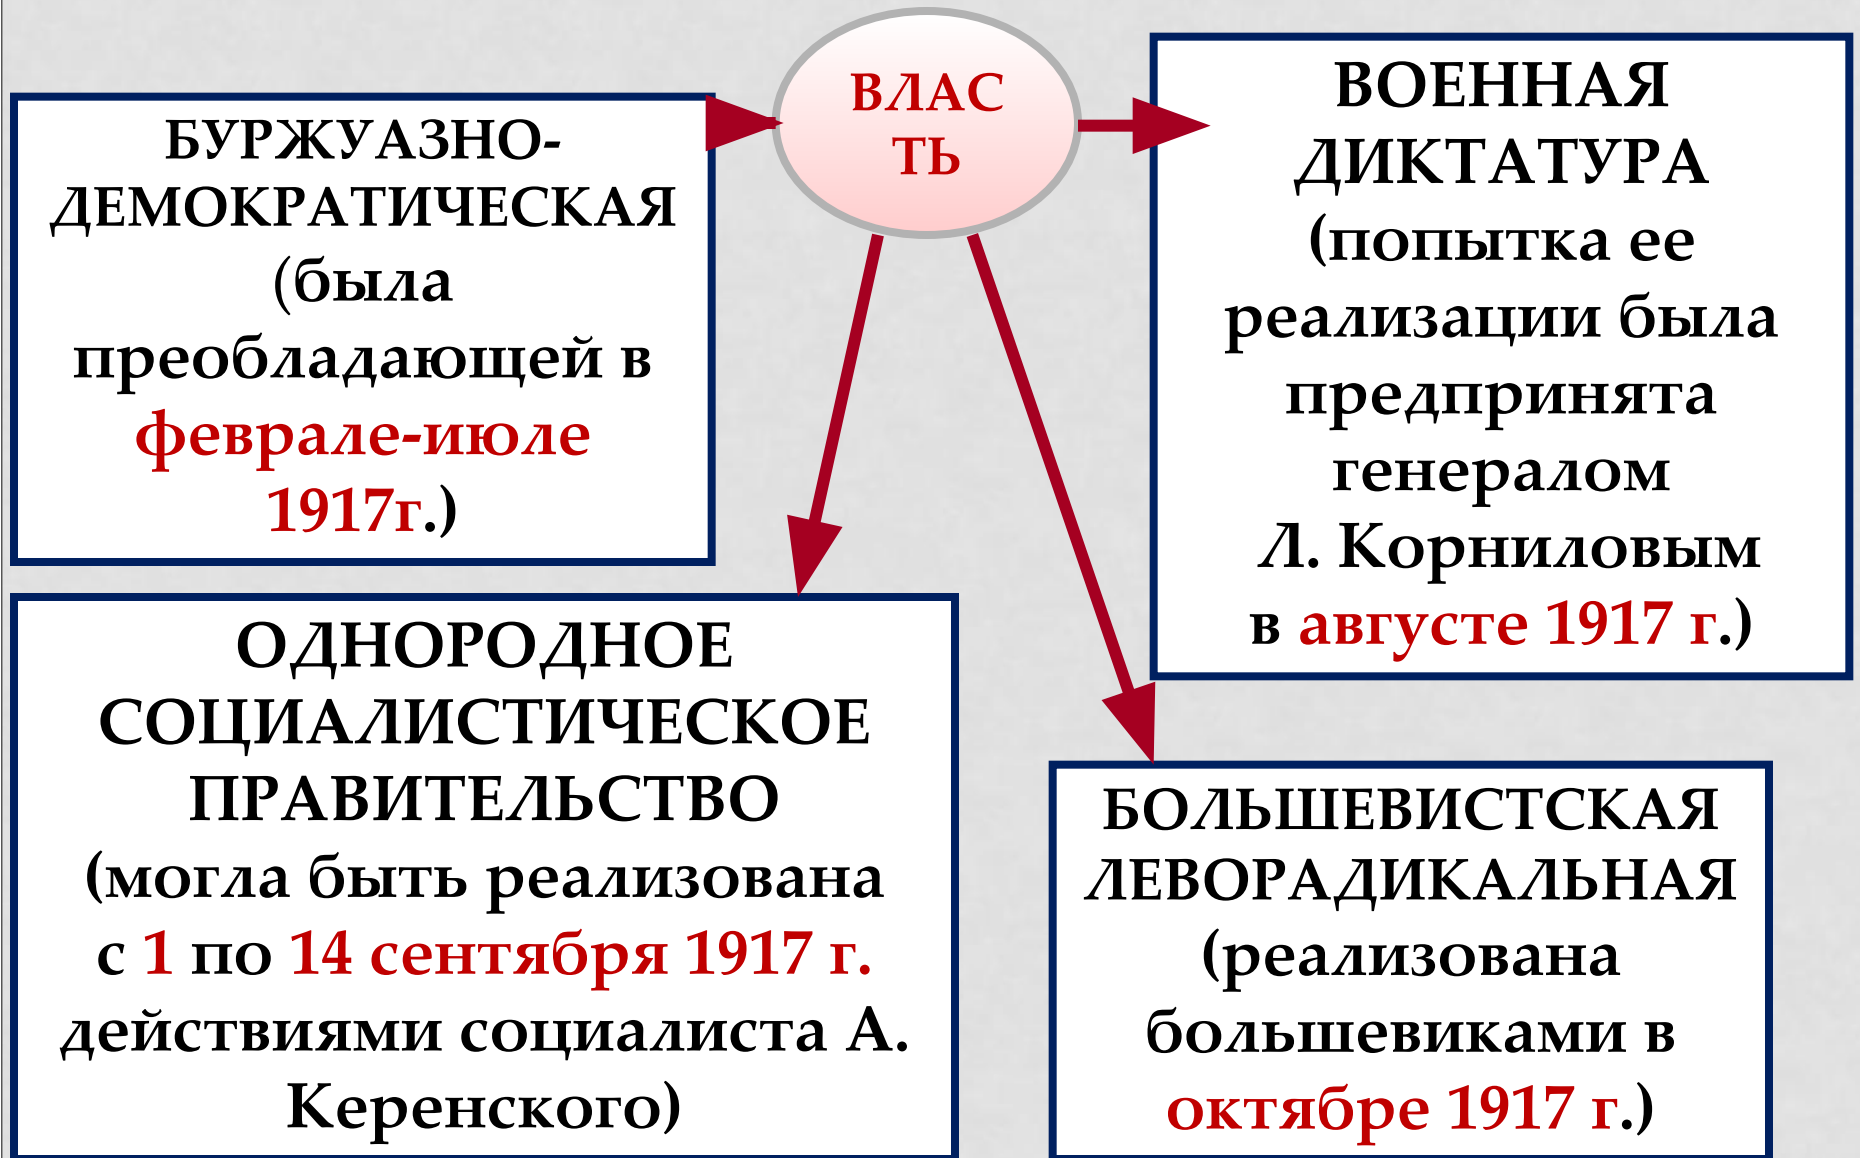 ВЛАС
ТЬ
БУРЖУАЗНО-
ДЕМОКРАТИЧЕСКАЯ
(была
преобладающей в
феврале-июле
1917г.)
ВОЕННАЯ
ДИКТАТУРА
(попытка ее
реализации была
предпринята
генералом
Л. Корниловым
в августе 1917 г.)
ОДНОРОДНОЕ
СОЦИАЛИСТИЧЕСКОЕ
ПРАВИТЕЛЬСТВО
(могла быть реализована
с 1 по 14 сентября 1917 г.
действиями социалиста А.
Керенского)
БОЛЬШЕВИСТСКАЯ
ЛЕВОРАДИКАЛЬНАЯ
(реализована
большевиками в
октябре 1917 г.)